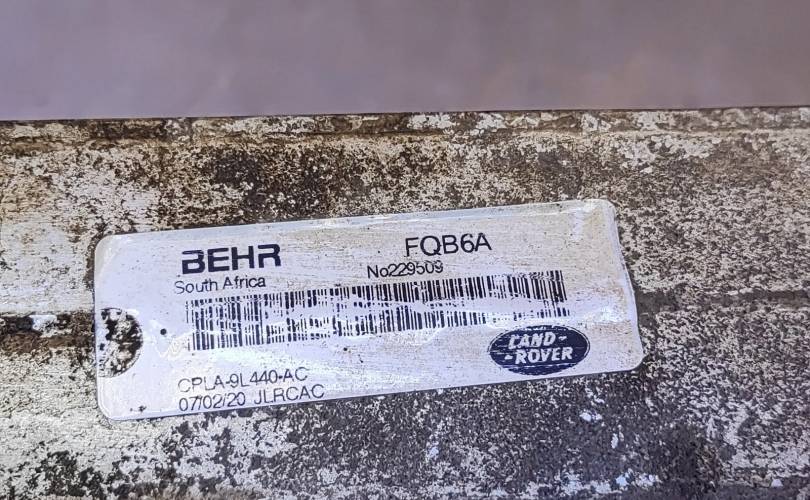 BEHR
FQB6A
South Africa
No229509
LAND-
-ROVER
CPLA-9L440-AC
07/02/20 JLRCAC